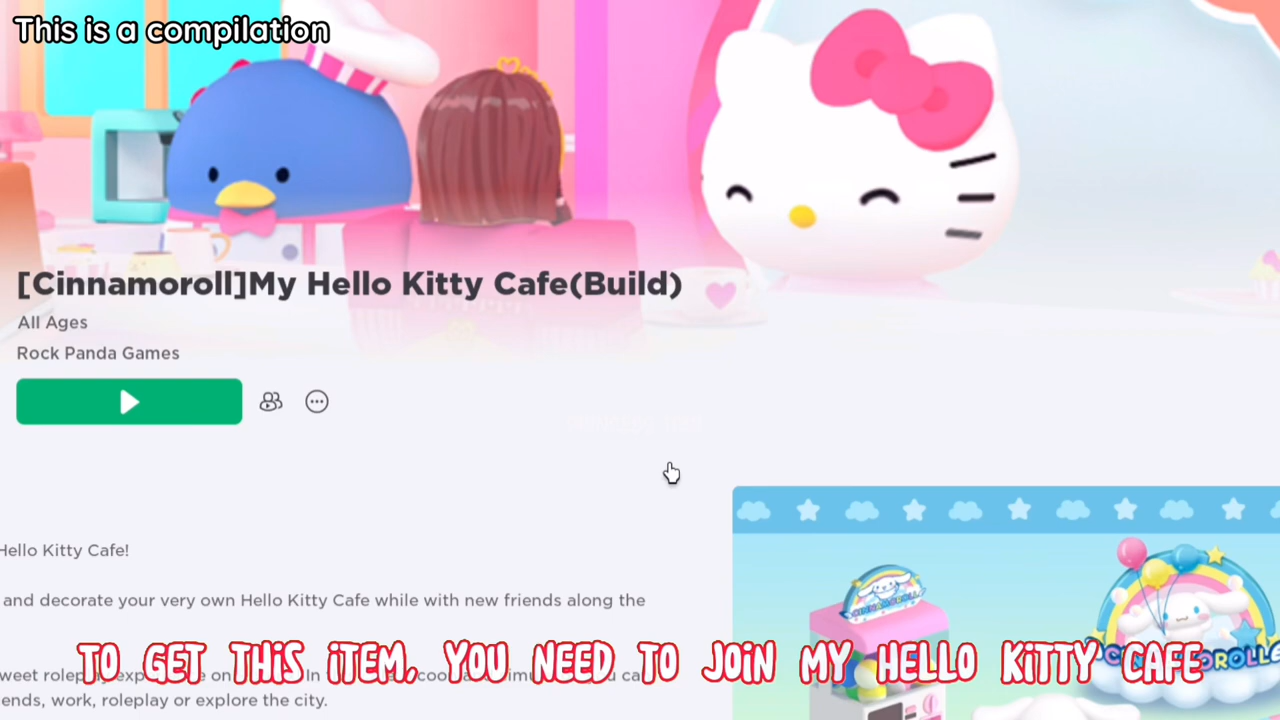 This is a compilation
[Cinnamoroll]My Hello Kitty Cafe(Build)
All Ages
Rock Panda Games
Hello Kitty Cafe!
and decorate your very own Hello Kitty Cafe while with new friends along the
TO GET THIS ITEM, YOU NEED TO JOIN MY HELLO KITTY CAFE
ends, work, roleplay or explore the city.
CINNAMOROLL